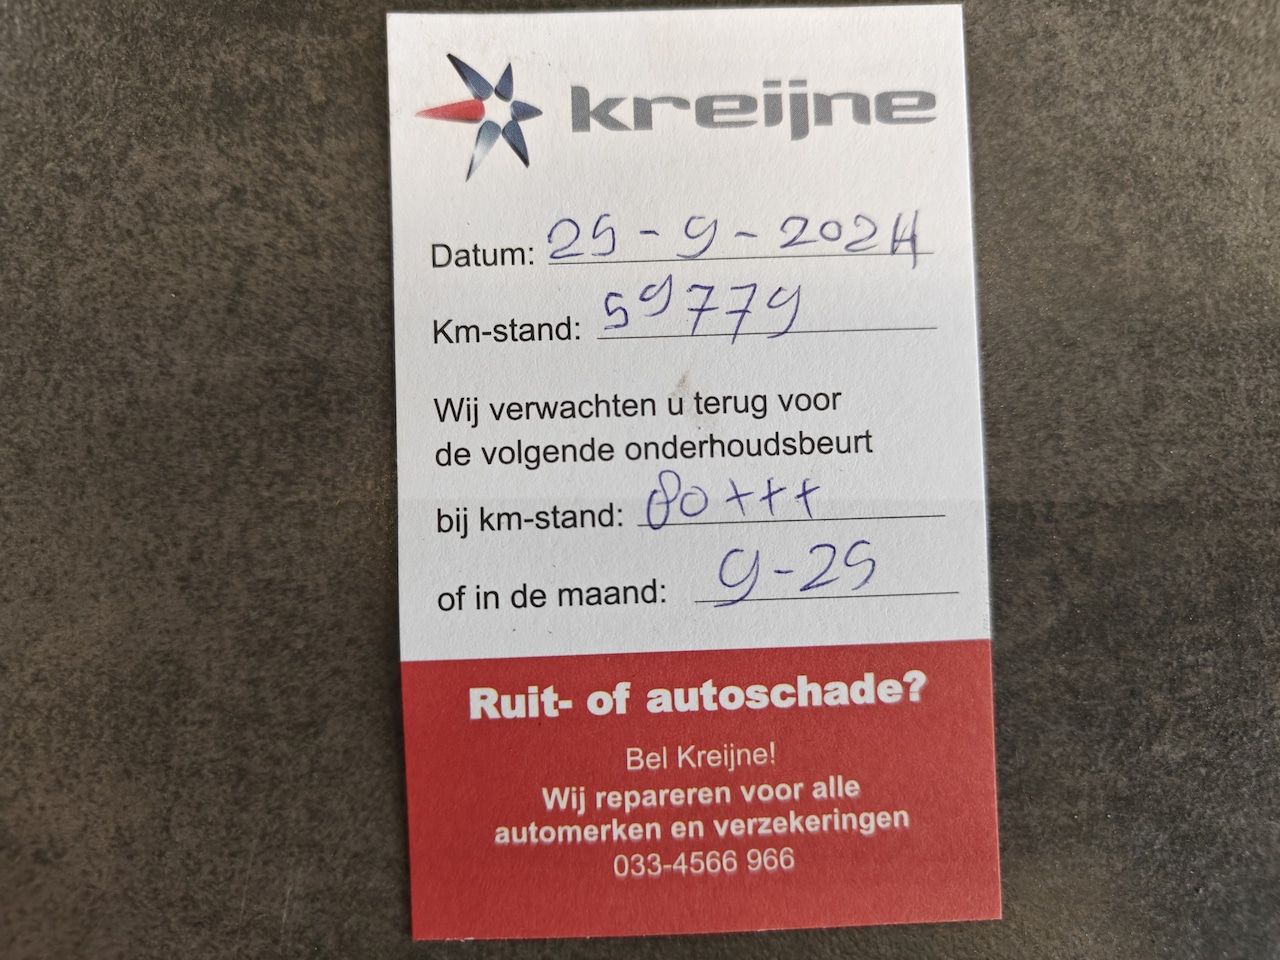 kreijne
Datum: 25-9-2024
Km-stand: 59779
Wij verwachten u terug voor
de volgende onderhoudsbeurt
bij km-stand: 80+++
of in de maand: 9-25
Ruit- of autoschade?
Bel Kreijne!
Wij repareren voor alle
automerken en verzekeringen
033-4566 966